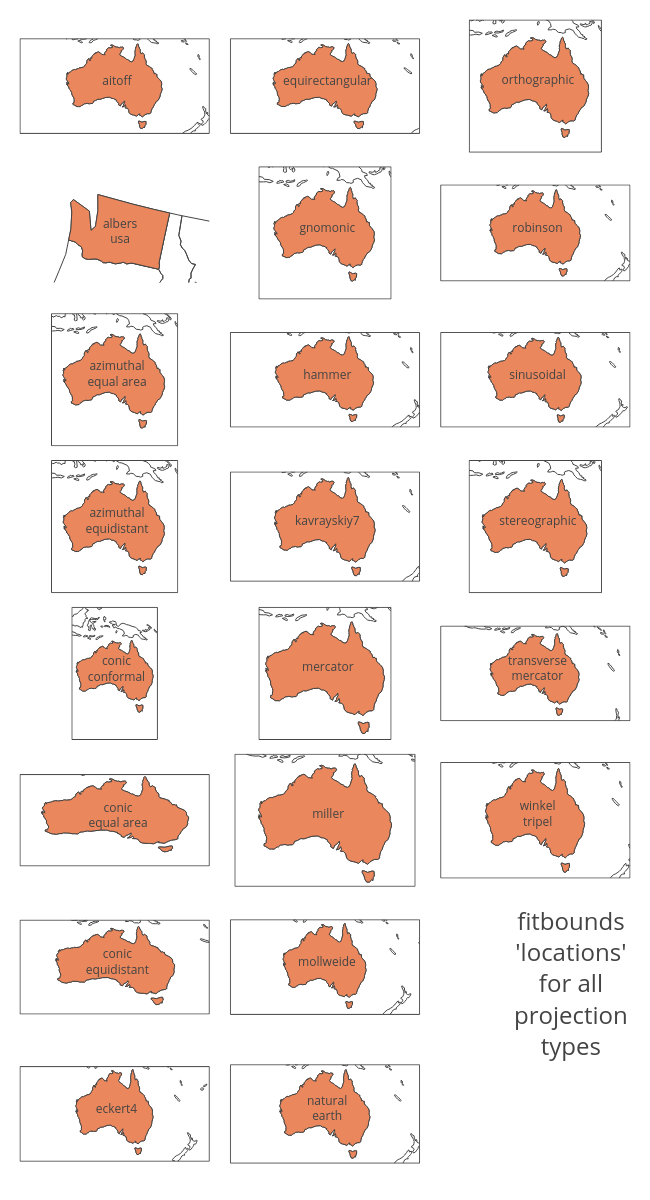 aitoff
equirectangular
orthographic
albers
usa
gnomonic
robinson
azimuthal
equal area
hammer
sinusoidal
azimuthal
equidistant
kavrayskiy7
stereographic
conic
conformal
mercator
transverse
mercator
conic
equal area
miller
winkel
tripel
conic
equidistant
mollweide
fitbounds
'locations'
for all
projection
types
eckert4
natural
earth